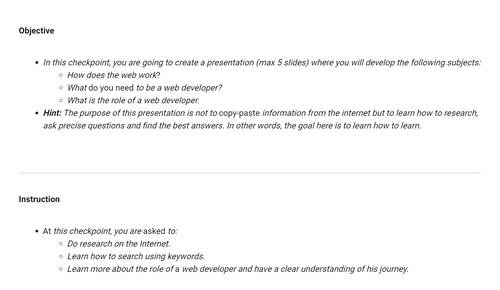 Objective
In this checkpoint, you are going to create a presentation (max 5 slides) where you will develop the following subjects:
How does the web work?
What do you need to be a web developer?
What is the role of a web developer.
Hint: The purpose of this presentation is not to copy-paste information from the internet but to learn how to research,
ask precise questions and find the best answers. In other words, the goal here is to learn how to learn.
Instruction
At this checkpoint, you are asked to:
Do research on the Internet.
Learn how to search using keywords.
Learn more about the role of a web developer and have a clear understanding of his journey.